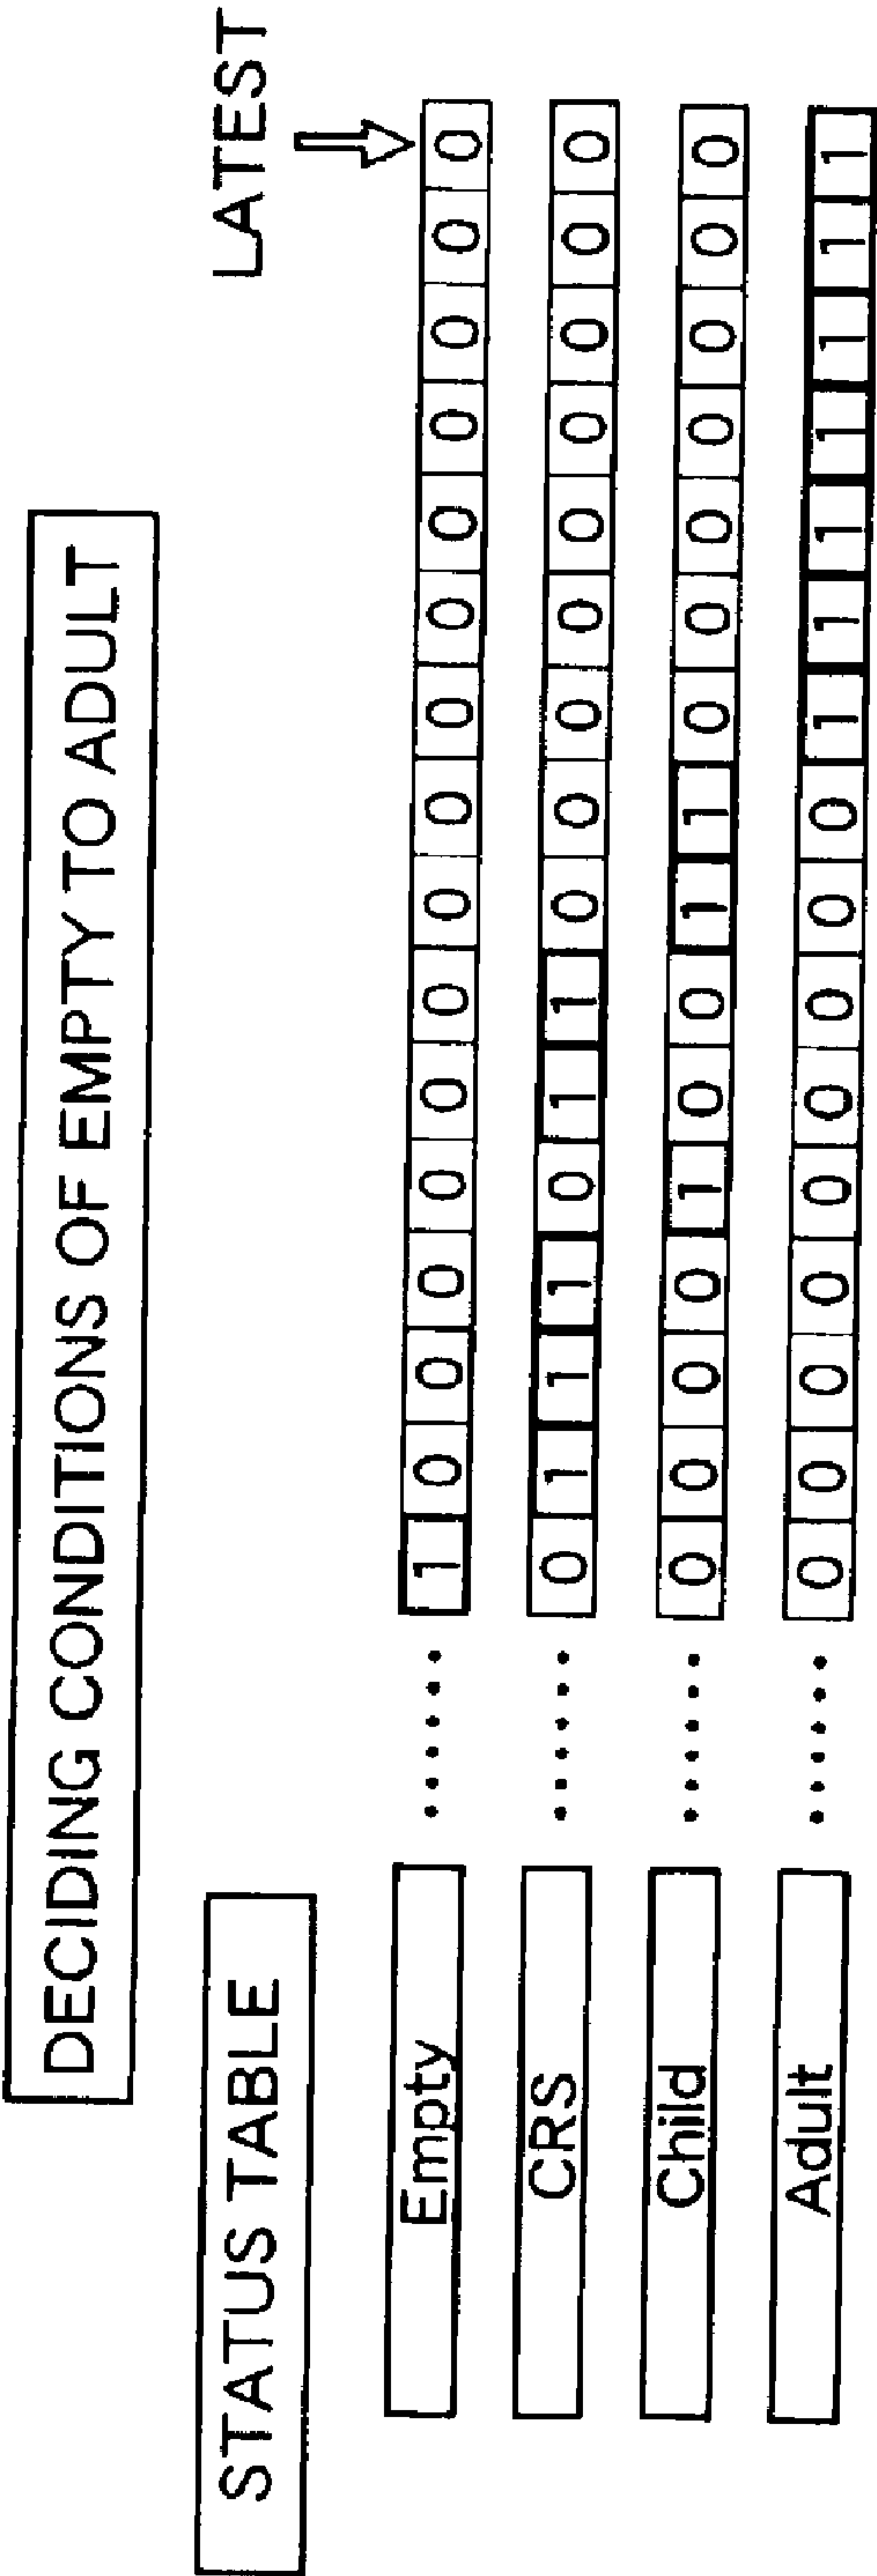 DECIDING CONDITIONS OF EMPTY TO ADULT
STATUS TABLE
LATEST
Empty ...... 1 0 0 0 0 0 0 0 0 0 0 0 0 0 0 0
CRS ...... 0 1 1 1 0 1 1 0 0 0 0 0 0 0 0 0
Child ...... 0 0 0 0 1 0 0 1 1 0 0 0 0 0 0 0
Adult ...... 0 0 0 0 0 0 0 0 0 1 1 1 1 1 1 1